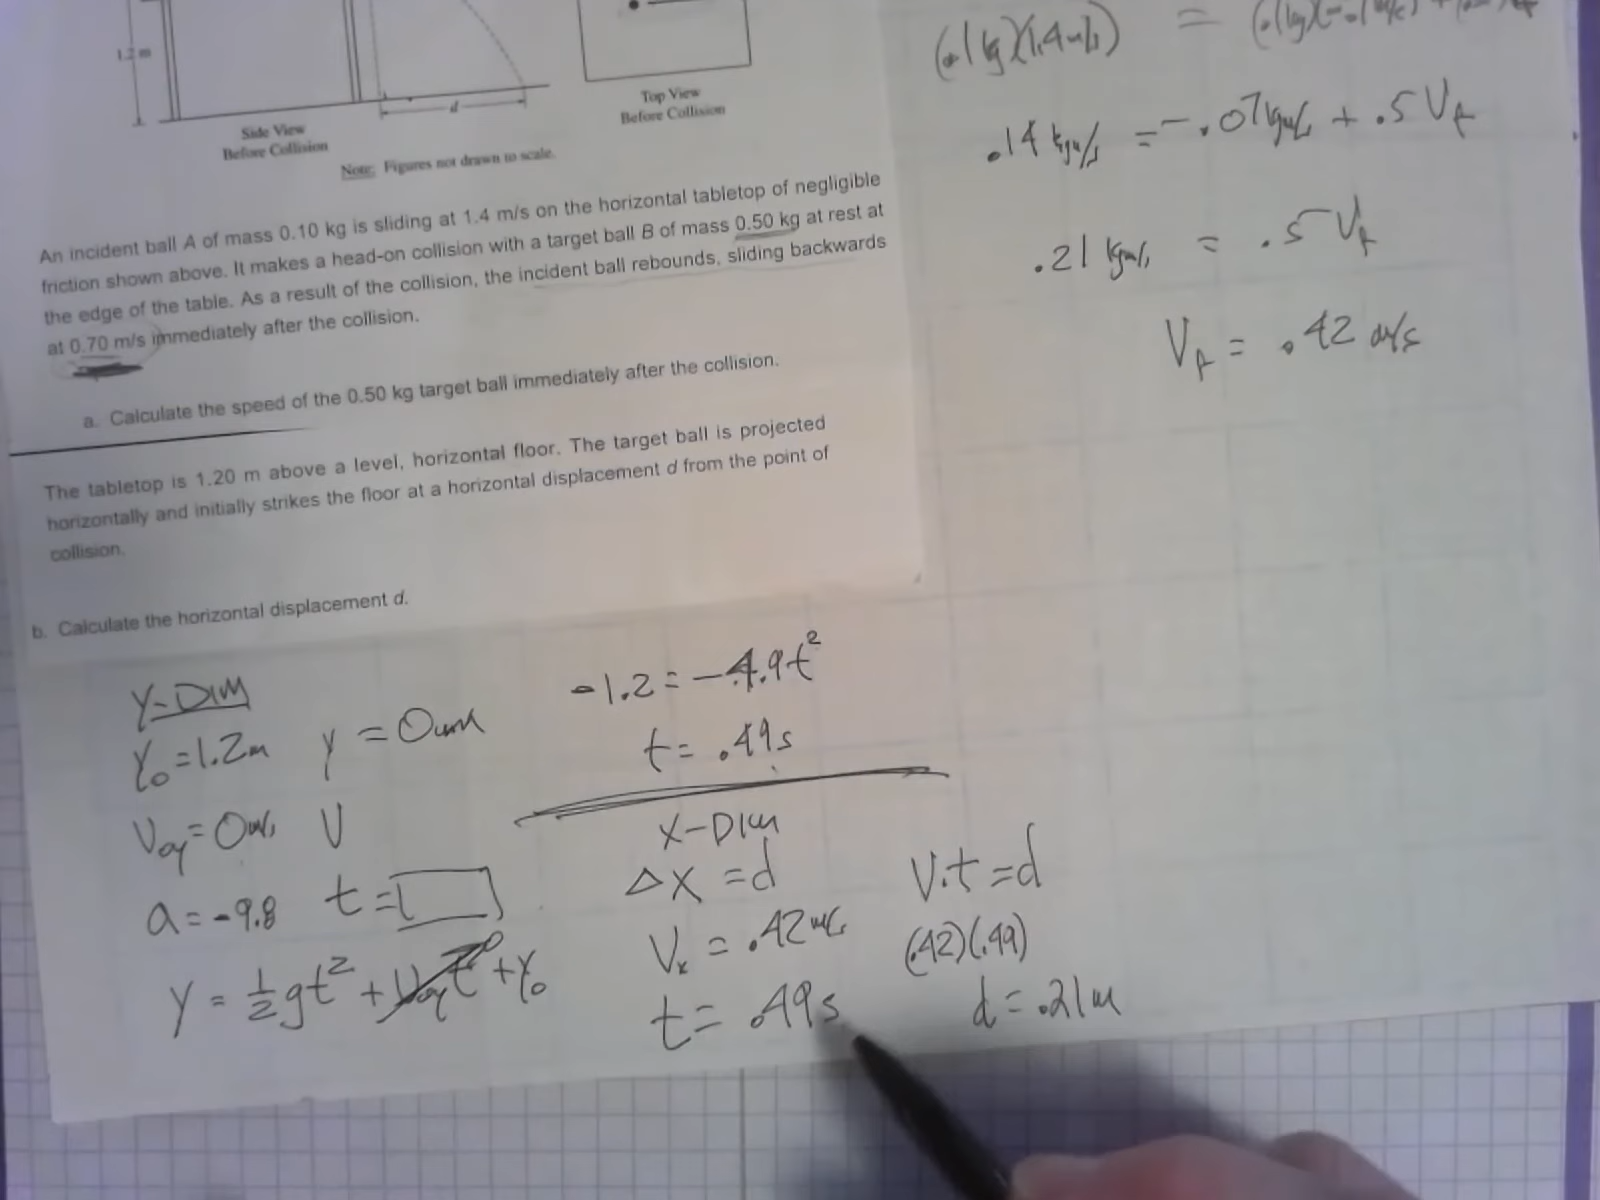 1.2 m
d
Side View
Before Collision
Top View
Before Collision
Note: Figures not drawn to scale.
An incident ball A of mass 0.10 kg is sliding at 1.4 m/s on the horizontal tabletop of negligible
friction shown above. It makes a head-on collision with a target ball B of mass 0.50 kg at rest at
the edge of the table. As a result of the collision, the incident ball rebounds, sliding backwards
at 0.70 m/s immediately after the collision.
a. Calculate the speed of the 0.50 kg target ball immediately after the collision.
The tabletop is 1.20 m above a level, horizontal floor. The target ball is projected
horizontally and initially strikes the floor at a horizontal displacement d from the point of
collision.
b. Calculate the horizontal displacement d.
(.1kg)(1.4m/s) =
.14 kgm/s = -.07kgm/s + .5 Vf
.21 kgm/s = .5 Vf
Vf = .42 m/s
Y-DIM
Y₀=1.2m y = 0m
Voy=0m/s V
a=-9.8 t=
y = ½gt² + Voyt + Y₀
-1.2 = -4.9t²
t= .49s
X-DIM
ΔX = d
Vx = .42m/s
t= .49s
V.t = d
(.42)(.49)
d = .21m